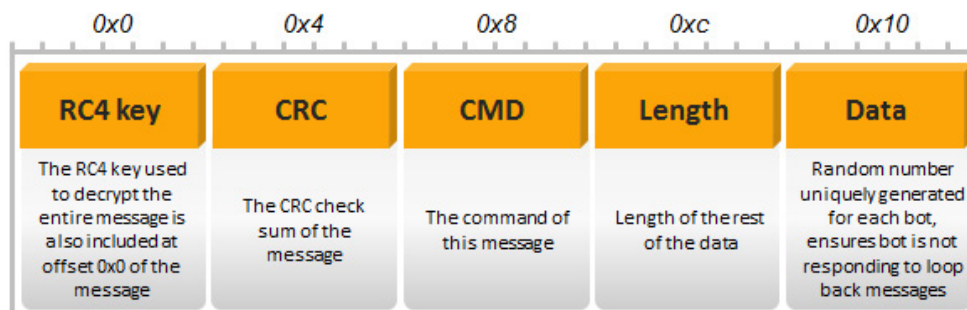 0x0 0x4 0x8 0xc 0x10
RC4 key CRC CMD Length Data
The RC4 key used
to decrypt the
entire message is
also included at
offset 0x0 of the
message
The CRC check
sum of the
message
The command of
this message
Length of the rest
of the data
Random number
uniquely generated
for each bot,
ensures bot is not
responding to loop
back messages